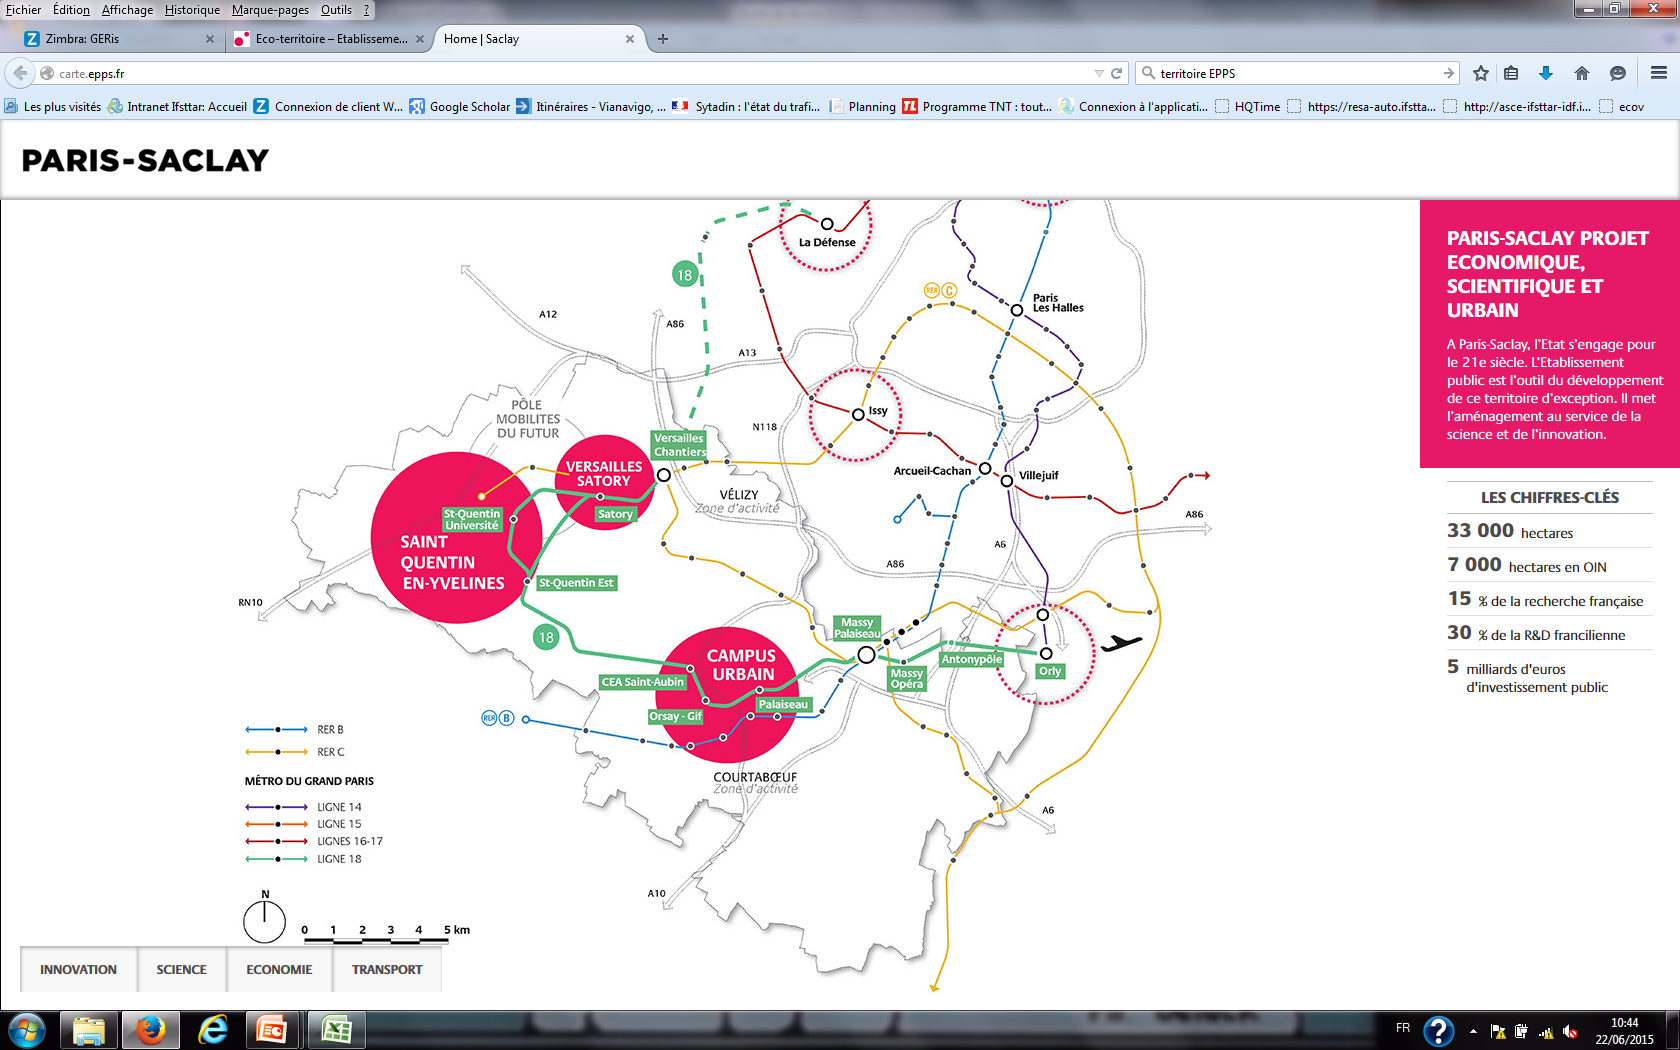 Fichier Édition Affichage Historique Marque-pages Outils ?
Zimbra: GERis
Eco-territoire – Etablisseme...
Home | Saclay
carte.epps.fr
territoire EPPS
Les plus visités
Intranet Ifsttar: Accueil
Connexion de client W...
Google Scholar
Itinéraires - Vianavigo, ...
Sytadin : l'état du trafi...
Planning
Programme TNT : tout...
Connexion à l'applicati...
HQTime
https://resa-auto.ifstta...
http://asce-ifsttar-idf.i...
ecov
PARIS-SACLAY
La Défense
18
A12
A86
A13
RER C
Paris
Les Halles
PÔLE
MOBILITES
DU FUTUR
Issy
N118
Versailles
Chantiers
VERSAILLES
SATORY
Satory
Arcueil-Cachan
Villejuif
VÉLIZY
Zone d'activité
St-Quentin
Université
SAINT
QUENTIN
EN-YVELINES
A86
A6
A86
St-Quentin Est
RN10
18
Massy
Palaiseau
Antonypôle
Orly
Massy
Opéra
CAMPUS
URBAIN
CEA Saint-Aubin
Orsay - Gif
Palaiseau
RER B
COURTABŒUF
Zone d'activité
A6
A10
RER B
RER C
MÉTRO DU GRAND PARIS
LIGNE 14
LIGNE 15
LIGNES 16-17
LIGNE 18
N
0 1 2 3 4 5 km
INNOVATION
SCIENCE
ECONOMIE
TRANSPORT
PARIS-SACLAY PROJET
ECONOMIQUE,
SCIENTIFIQUE ET
URBAIN
A Paris-Saclay, l'Etat s'engage pour
le 21e siècle. L'Etablissement
public est l'outil du développement
de ce territoire d'exception. Il met
l'aménagement au service de la
science et de l'innovation.
LES CHIFFRES-CLÉS
33 000 hectares
7 000 hectares en OIN
15 % de la recherche française
30 % de la R&D francilienne
5 milliards d'euros
d'investissement public
FR
10:44
22/06/2015